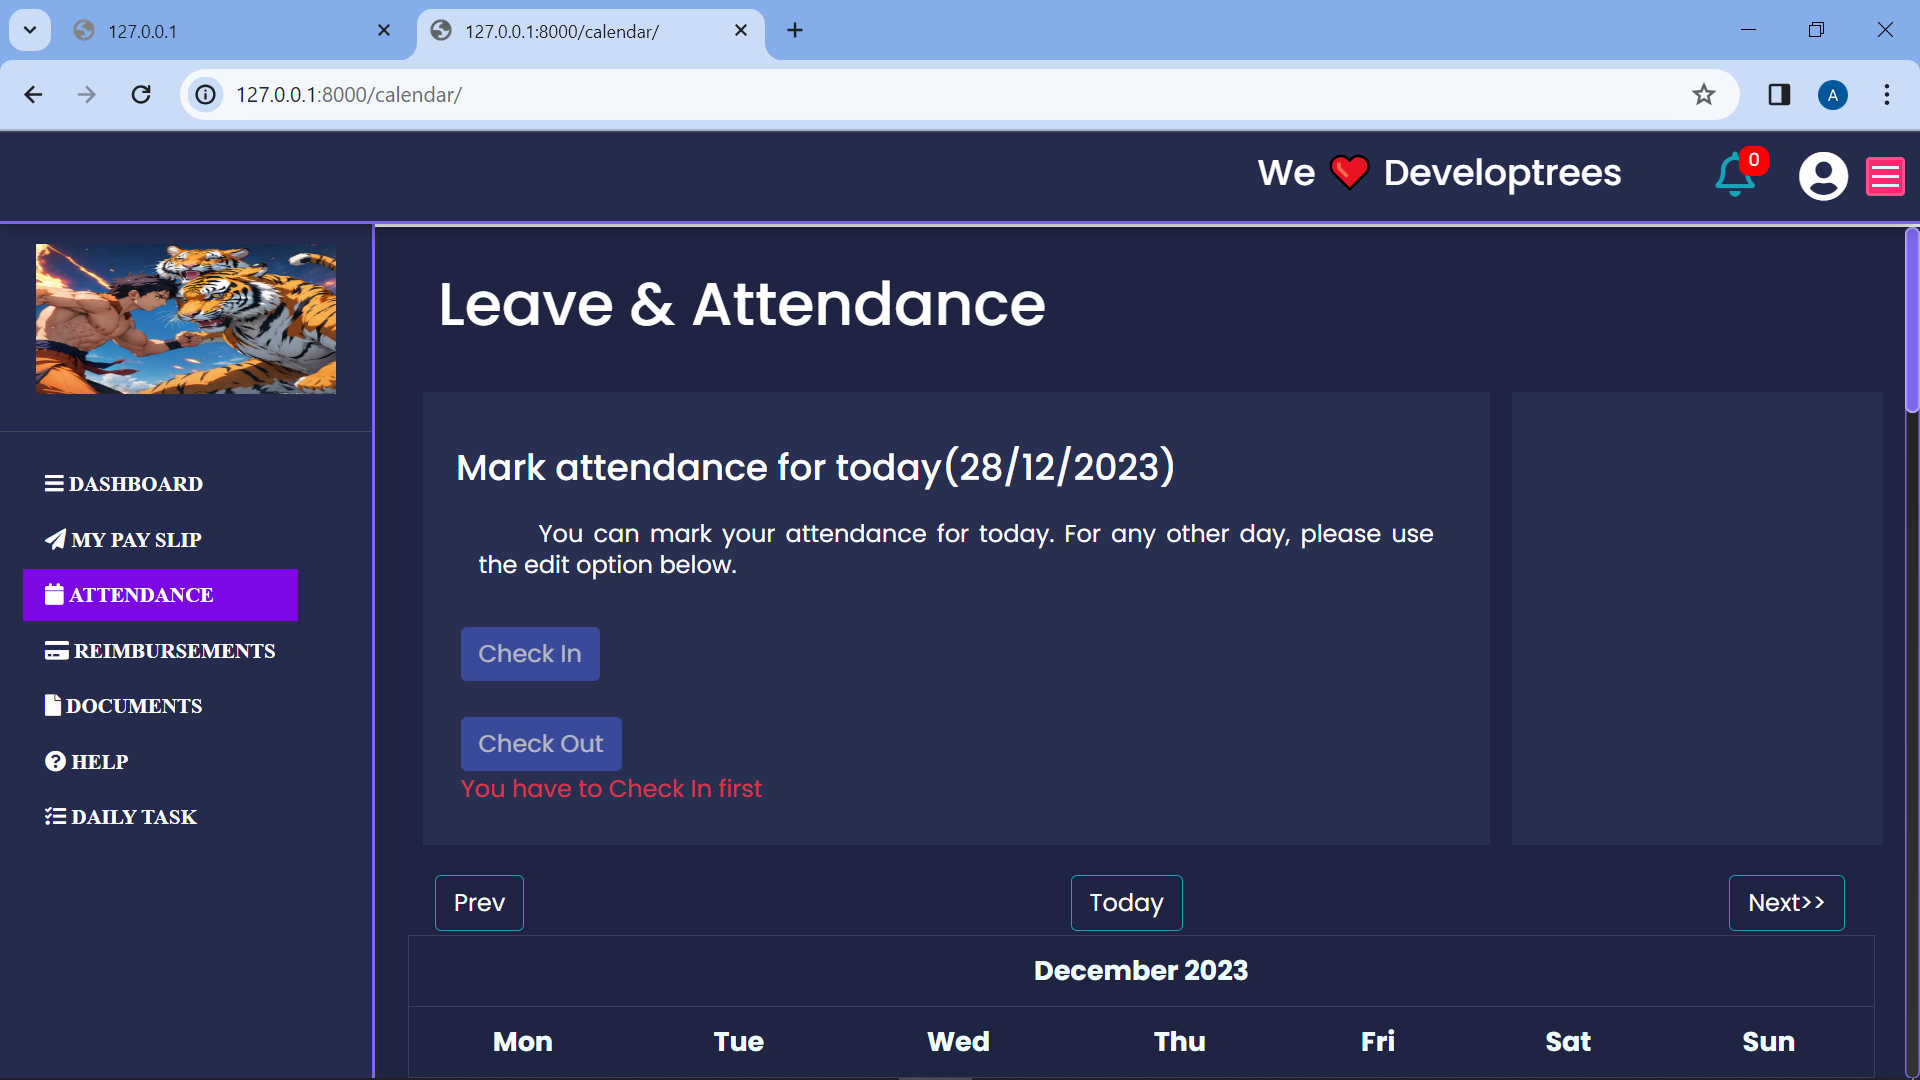 127.0.0.1
127.0.0.1:8000/calendar/
127.0.0.1:8000/calendar/
A
We ❤ Developtrees
0
Leave & Attendance
DASHBOARD
MY PAY SLIP
ATTENDANCE
REIMBURSEMENTS
DOCUMENTS
HELP
DAILY TASK
Mark attendance for today(28/12/2023)
You can mark your attendance for today. For any other day, please use
the edit option below.
Check In
Check Out
You have to Check In first
Prev
Today
Next>>
December 2023
Mon Tue Wed Thu Fri Sat Sun